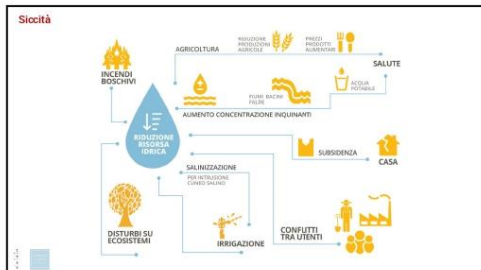 Siccità
AGRICOLTURA
RIDUZIONE
PRODUZIONI
AGRICOLE
PREZZI
PRODOTTI
ALIMENTARI
SALUTE
INCENDI
BOSCHIVI
FIUMI BACINI
FALDE
ACQUA
POTABILE
AUMENTO CONCENTRAZIONE INQUINANTI
RIDUZIONE
RISORSA
IDRICA
SUBSIDENZA
CASA
SALINIZZAZIONE
PER INTRUSIONE
CUNEO SALINO
DISTURBI SU
ECOSISTEMI
IRRIGAZIONE
CONFLITTI
TRA UTENTI